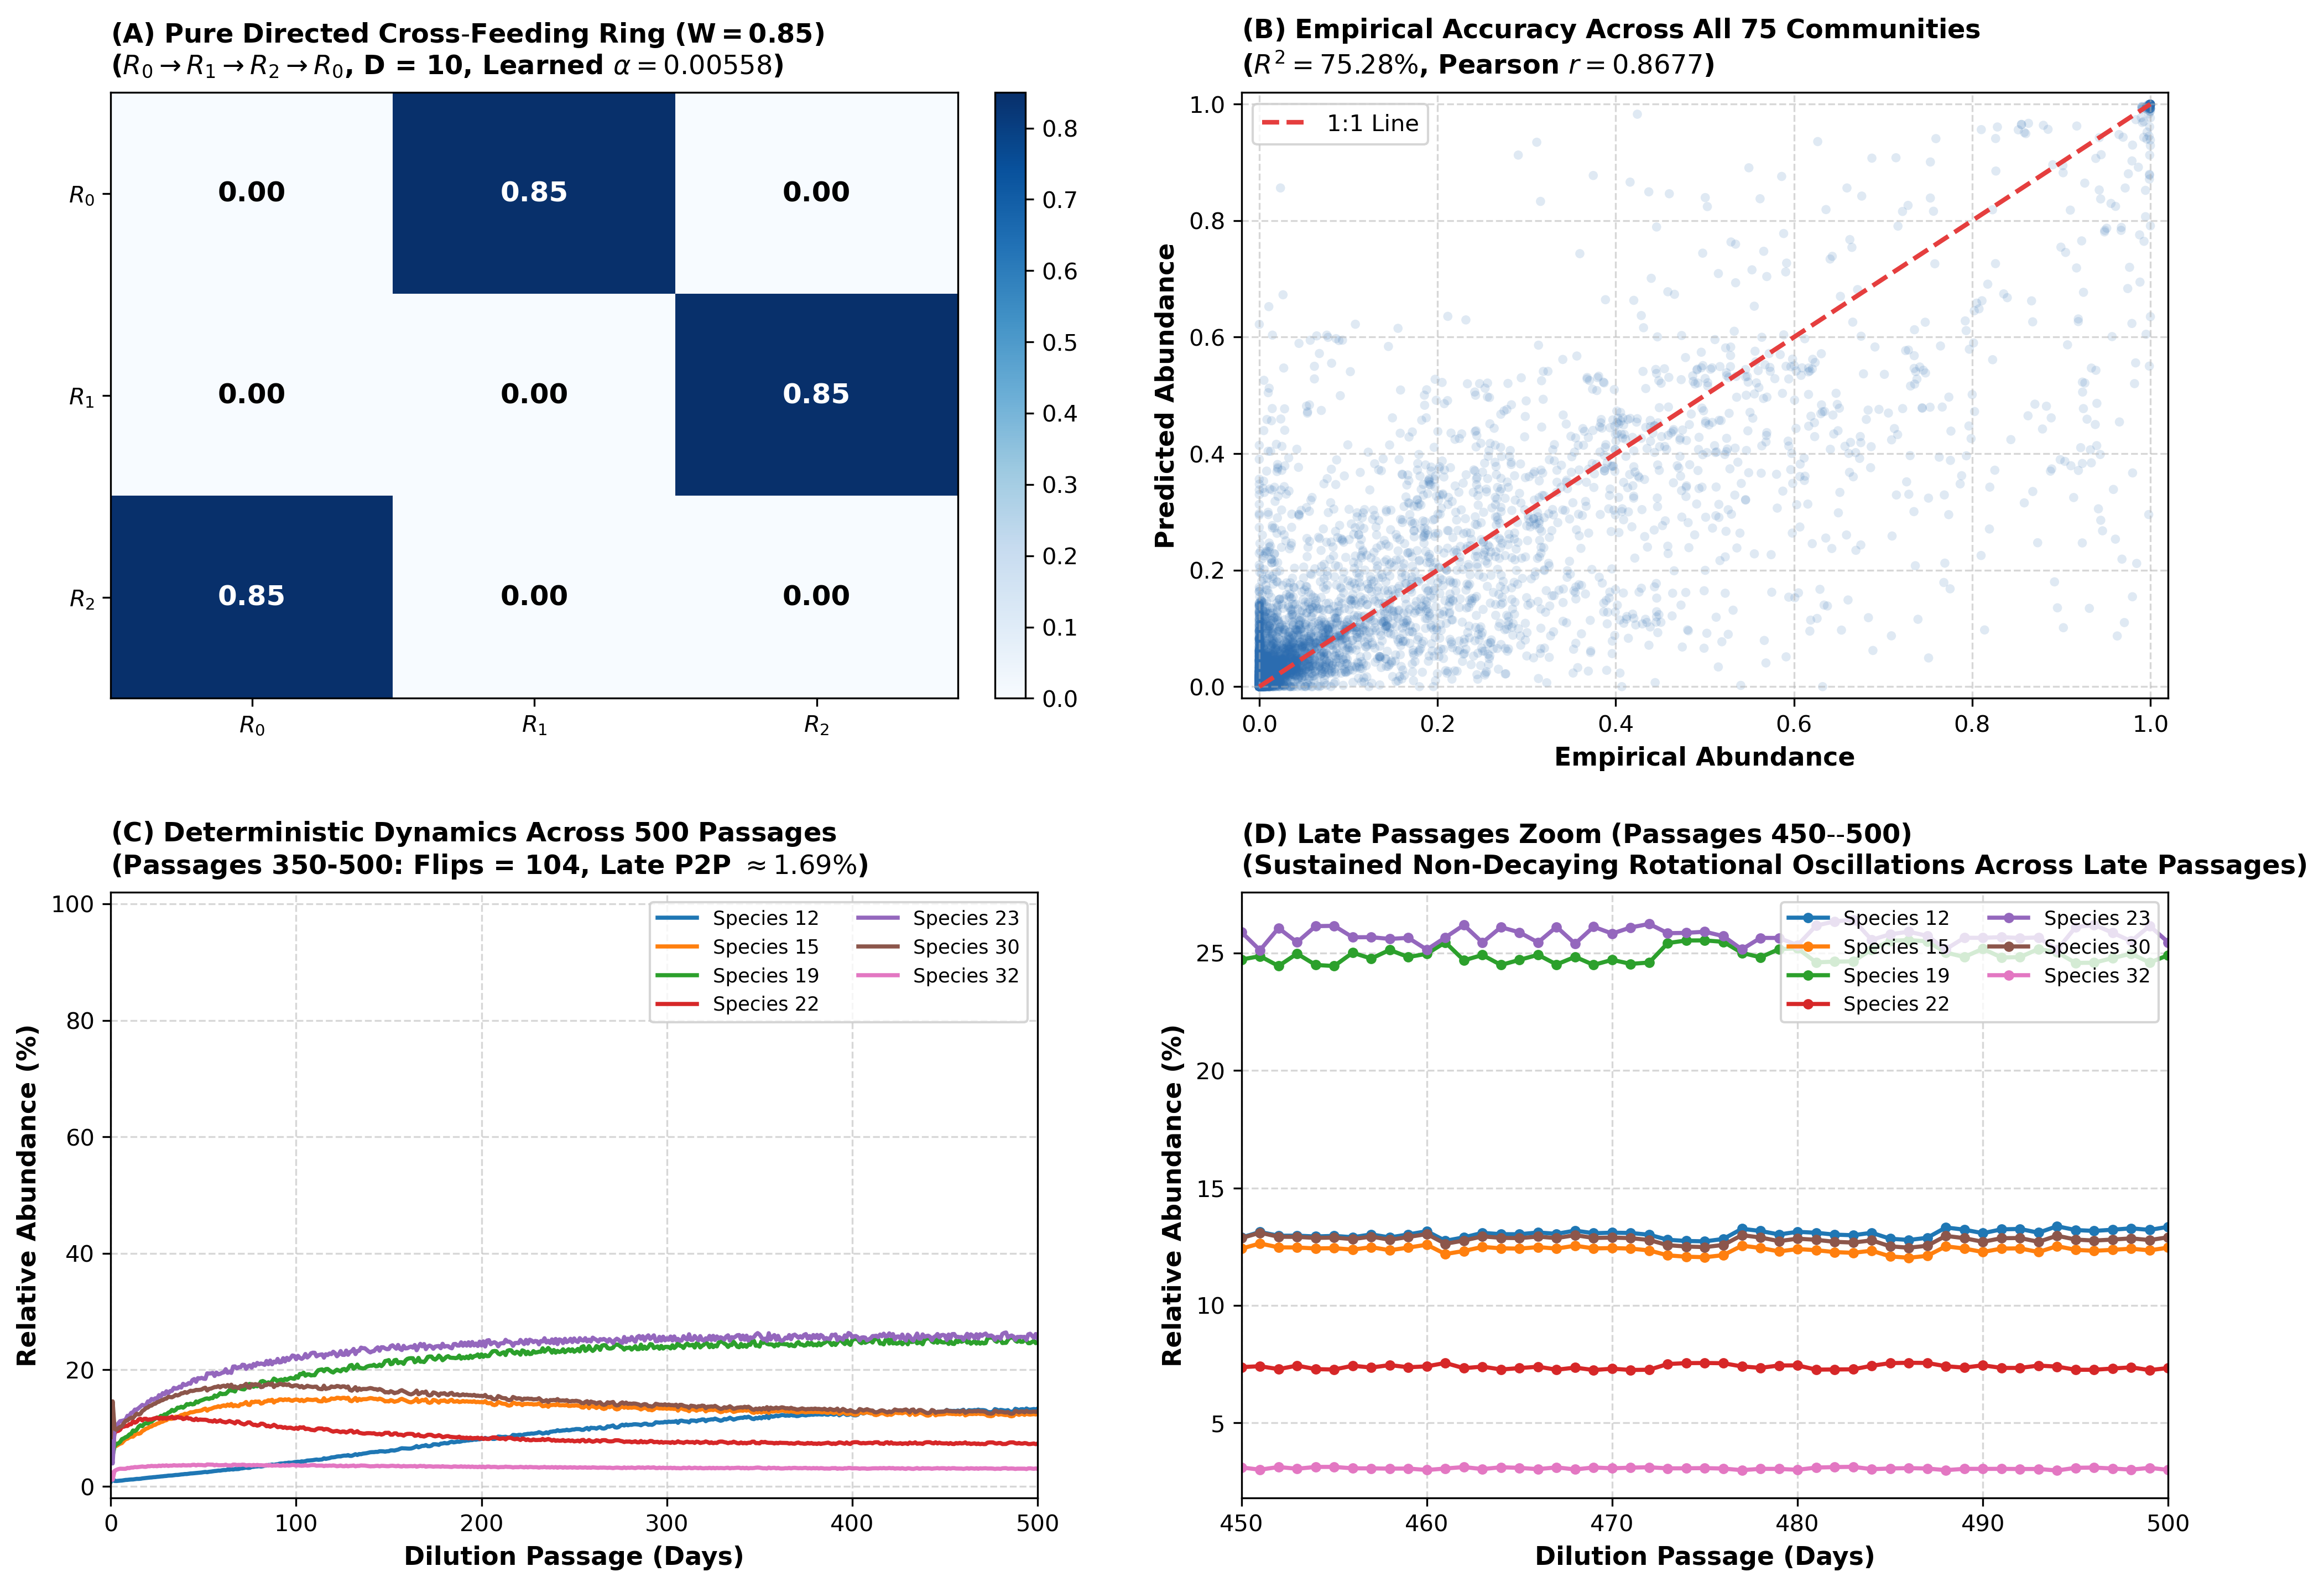 (A) Pure Directed Cross-Feeding Ring (W = 0.85)
(R₀ → R₁ → R₂ → R₀, D = 10, Learned α = 0.00558)
R₀
0.00
0.85
0.00
R₁
0.00
0.00
0.85
R₂
0.85
0.00
0.00
R₀
R₁
R₂
0.8
0.7
0.6
0.5
0.4
0.3
0.2
0.1
0.0
(B) Empirical Accuracy Across All 75 Communities
(R² = 75.28%, Pearson r = 0.8677)
1:1 Line
Predicted Abundance
1.0
0.8
0.6
0.4
0.2
0.0
0.0
0.2
0.4
0.6
0.8
1.0
Empirical Abundance
(C) Deterministic Dynamics Across 500 Passages
(Passages 350-500: Flips = 104, Late P2P ≈ 1.69%)
Species 12
Species 15
Species 19
Species 22
Species 23
Species 30
Species 32
Relative Abundance (%)
100
80
60
40
20
0
0
100
200
300
400
500
Dilution Passage (Days)
(D) Late Passages Zoom (Passages 450--500)
(Sustained Non-Decaying Rotational Oscillations Across Late Passages)
Species 12
Species 15
Species 19
Species 22
Species 23
Species 30
Species 32
Relative Abundance (%)
25
20
15
10
5
450
460
470
480
490
500
Dilution Passage (Days)